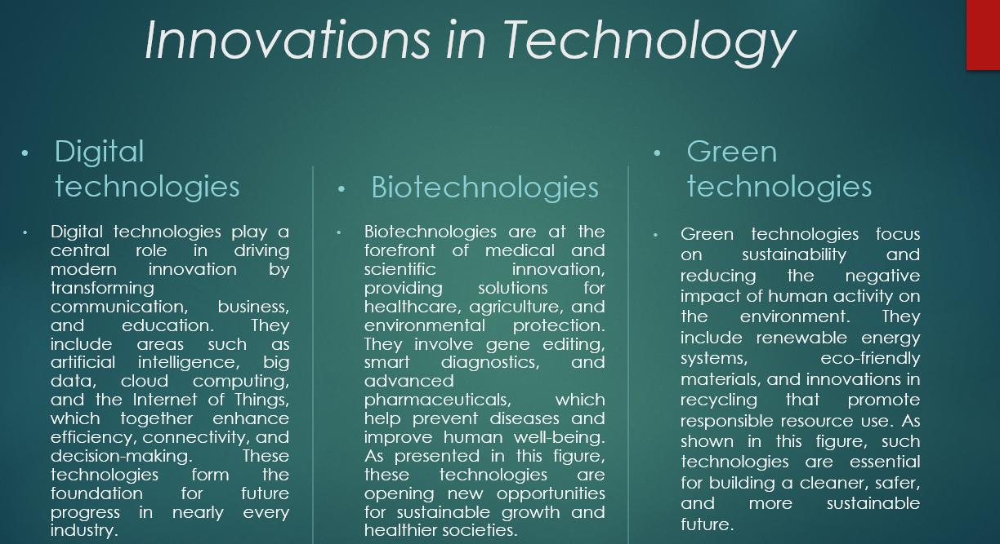 Innovations in Technology
• Digital
technologies
• Digital technologies play a
central role in driving
modern innovation by
transforming
communication, business,
and education. They
include areas such as
artificial intelligence, big
data, cloud computing,
and the Internet of Things,
which together enhance
efficiency, connectivity, and
decision-making. These
technologies form the
foundation for future
progress in nearly every
industry.
• Biotechnologies
• Biotechnologies are at the
forefront of medical and
scientific innovation,
providing solutions for
healthcare, agriculture, and
environmental protection.
They involve gene editing,
smart diagnostics, and
advanced
pharmaceuticals, which
help prevent diseases and
improve human well-being.
As presented in this figure,
these technologies are
opening new opportunities
for sustainable growth and
healthier societies.
• Green
technologies
• Green technologies focus
on sustainability and
reducing the negative
impact of human activity on
the environment. They
include renewable energy
systems, eco-friendly
materials, and innovations in
recycling that promote
responsible resource use. As
shown in this figure, such
technologies are essential
for building a cleaner, safer,
and more sustainable
future.